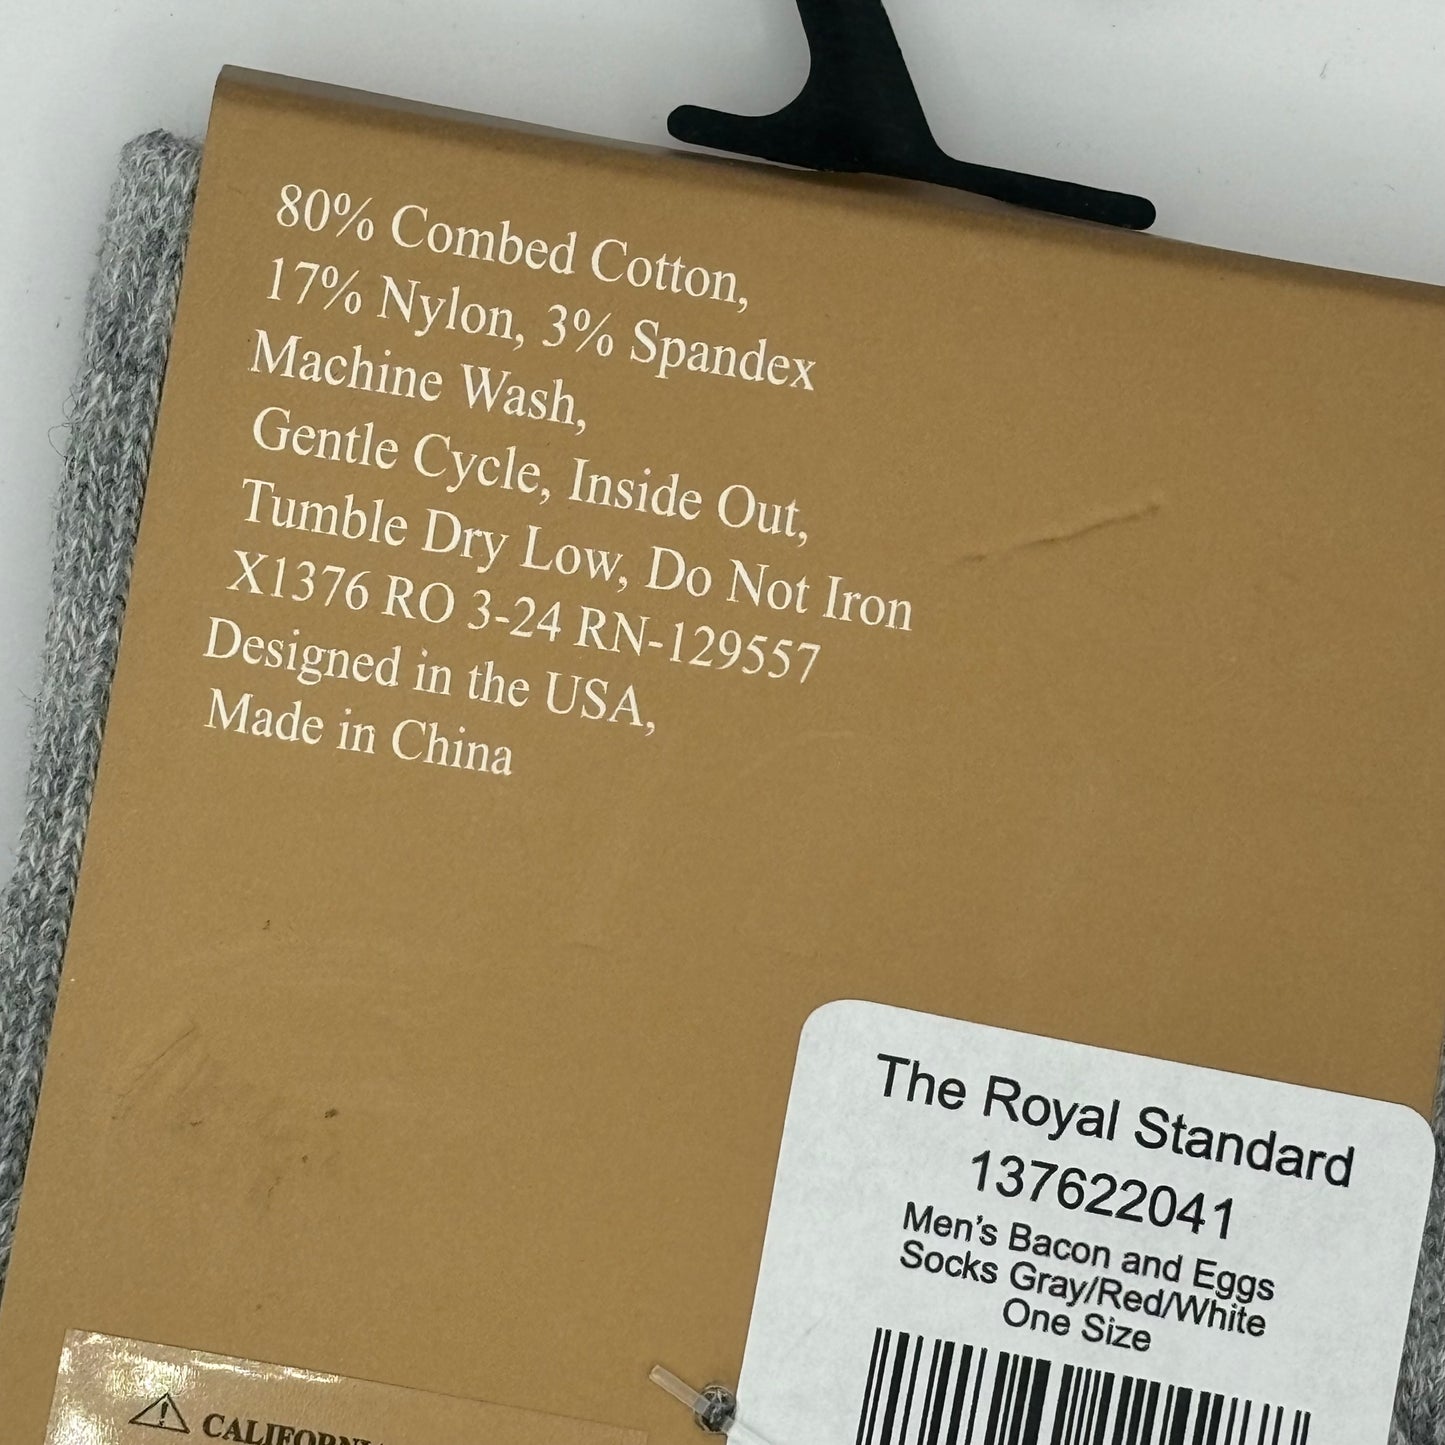 80% Combed Cotton,
17% Nylon, 3% Spandex
Machine Wash,
Gentle Cycle, Inside Out,
Tumble Dry Low, Do Not Iron
X1376 RO 3-24 RN-129557
Designed in the USA,
Made in China
The Royal Standard
137622041
Men's Bacon and Eggs
Socks Gray/Red/White
One Size